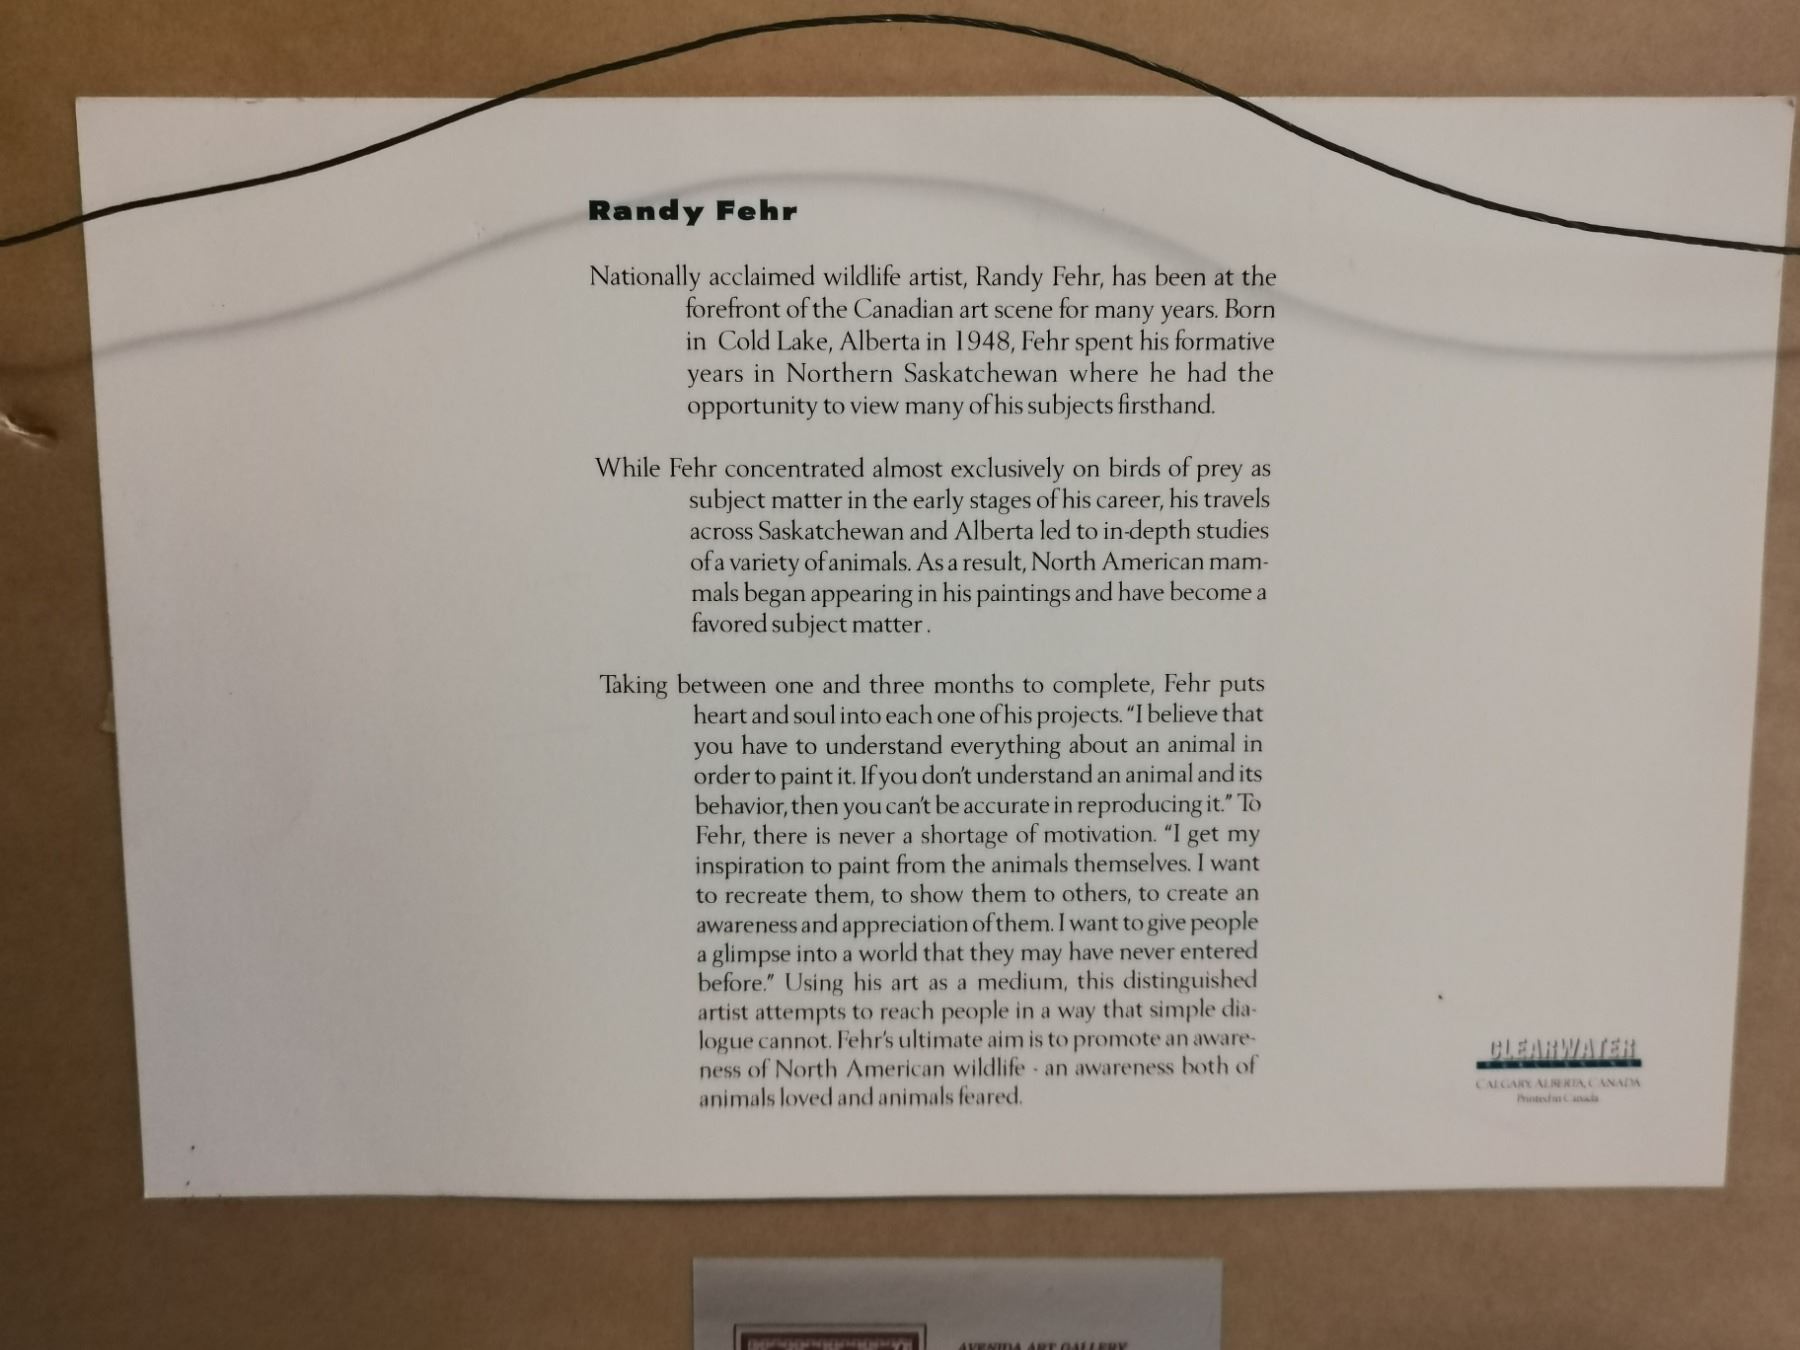 Randy Fehr
Nationally acclaimed wildlife artist, Randy Fehr, has been at the
forefront of the Canadian art scene for many years. Born
in Cold Lake, Alberta in 1948, Fehr spent his formative
years in Northern Saskatchewan where he had the
opportunity to view many of his subjects firsthand.
While Fehr concentrated almost exclusively on birds of prey as
subject matter in the early stages of his career, his travels
across Saskatchewan and Alberta led to in-depth studies
of a variety of animals. As a result, North American mam-
mals began appearing in his paintings and have become a
favored subject matter .
Taking between one and three months to complete, Fehr puts
heart and soul into each one of his projects. “I believe that
you have to understand everything about an animal in
order to paint it. If you don’t understand an animal and its
behavior, then you can’t be accurate in reproducing it.” To
Fehr, there is never a shortage of motivation. “I get my
inspiration to paint from the animals themselves. I want
to recreate them, to show them to others, to create an
awareness and appreciation of them. I want to give people
a glimpse into a world that they may have never entered
before.” Using his art as a medium, this distinguished
artist attempts to reach people in a way that simple dia-
logue cannot. Fehr’s ultimate aim is to promote an aware-
ness of North American wildlife - an awareness both of
animals loved and animals feared.
CLEARWATER
PUBLISHING
CALGARY, ALBERTA, CANADA
Printed in Canada
AVENIDA ART GALLERY